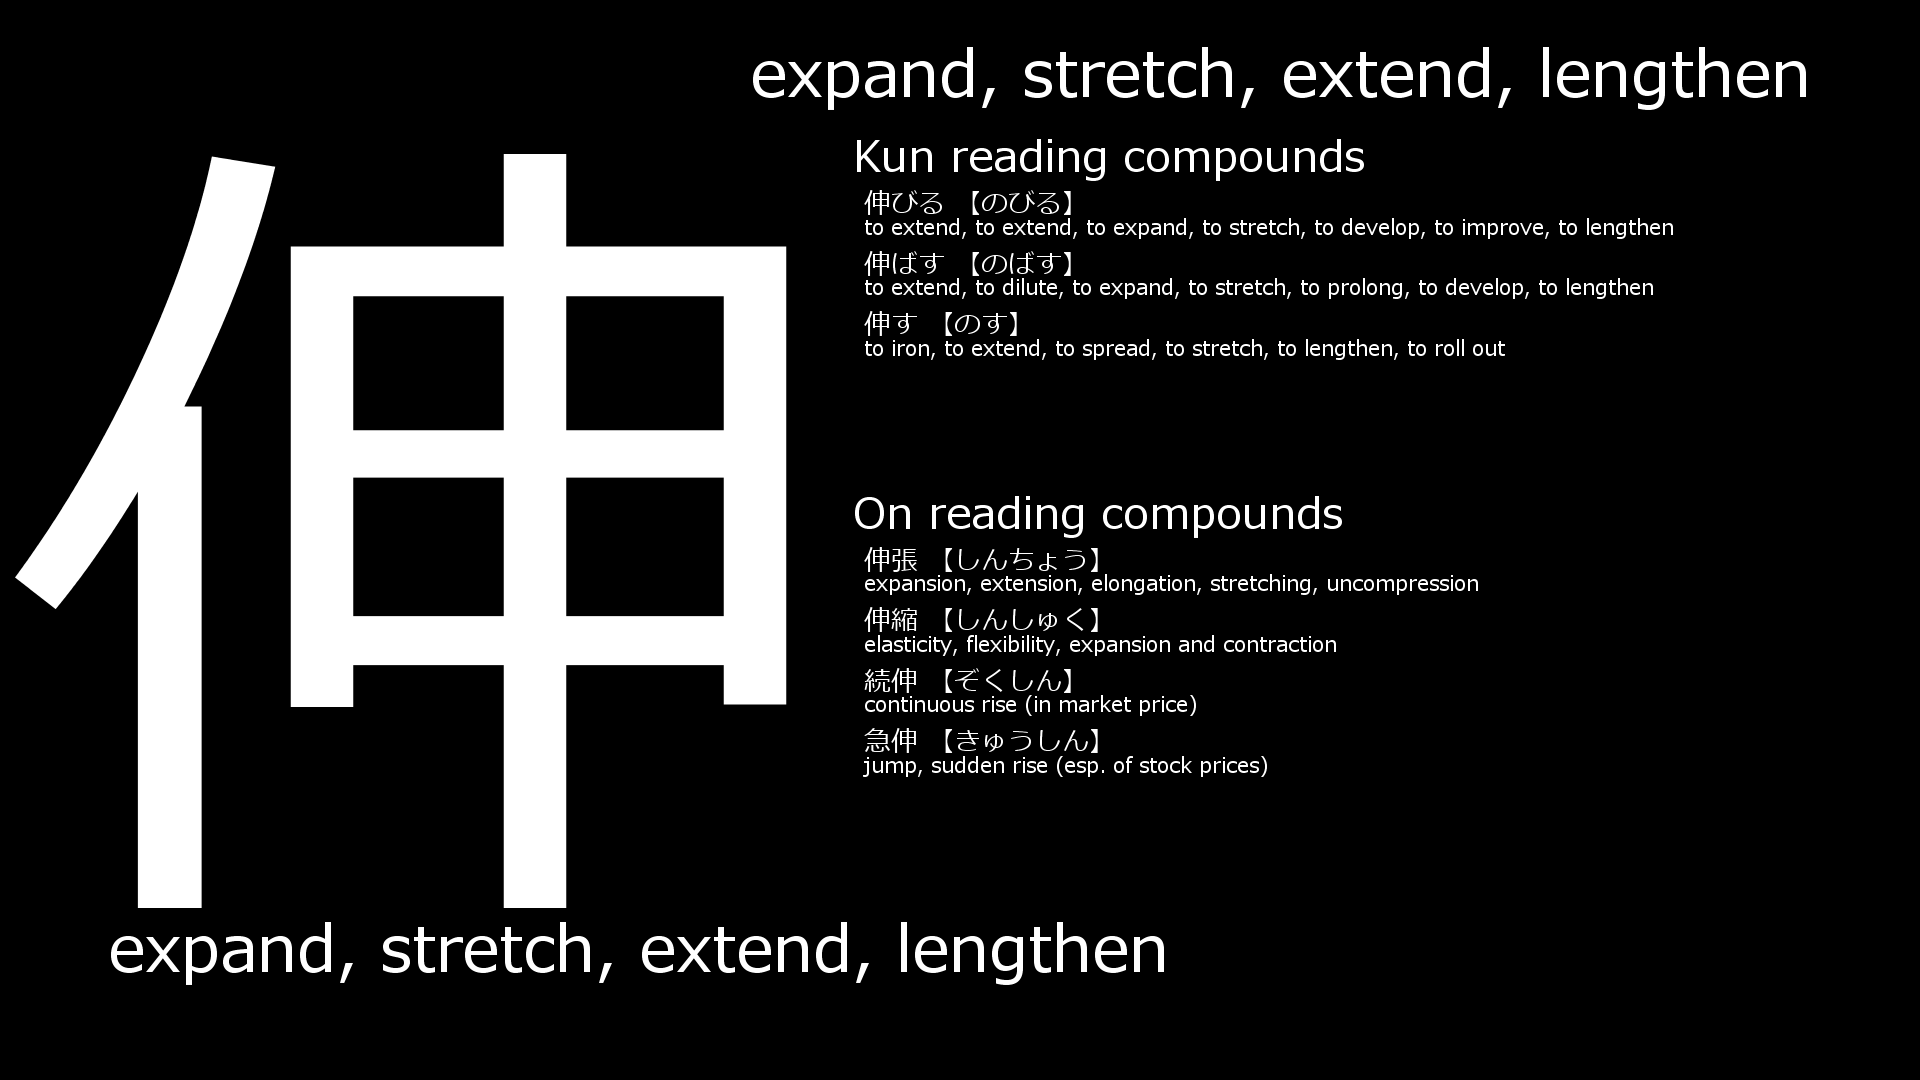 expand, stretch, extend, lengthen
伸
Kun reading compounds
伸びる 【のびる】
to extend, to extend, to expand, to stretch, to develop, to improve, to lengthen
伸ばす 【のばす】
to extend, to dilute, to expand, to stretch, to prolong, to develop, to lengthen
伸す 【のす】
to iron, to extend, to spread, to stretch, to lengthen, to roll out
On reading compounds
伸張 【しんちょう】
expansion, extension, elongation, stretching, uncompression
伸縮 【しんしゅく】
elasticity, flexibility, expansion and contraction
続伸 【ぞくしん】
continuous rise (in market price)
急伸 【きゅうしん】
jump, sudden rise (esp. of stock prices)
expand, stretch, extend, lengthen